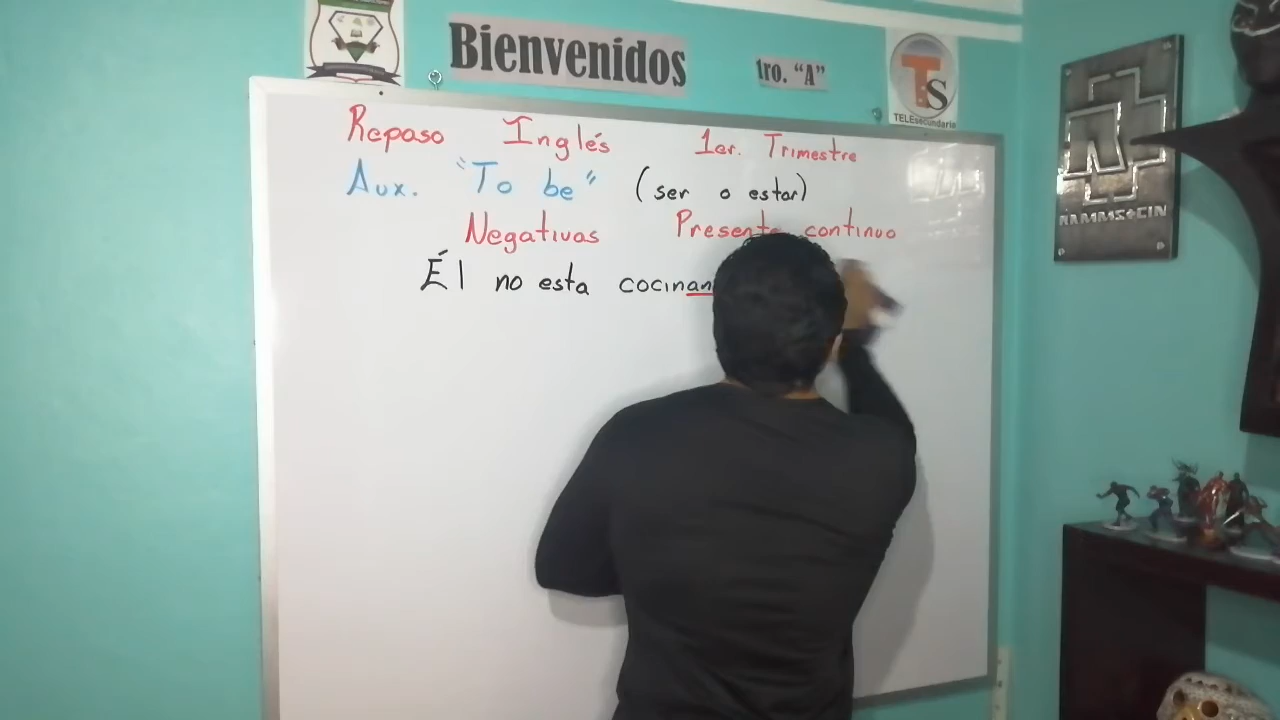 Bienvenidos 1ro. "A"
TS
TELEsecundaria
Repaso Inglés 1er. Trimestre
Aux. "To be" (ser o estar)
Negativas Presente continuo
Él no esta cocinan
RAMMSTEIN